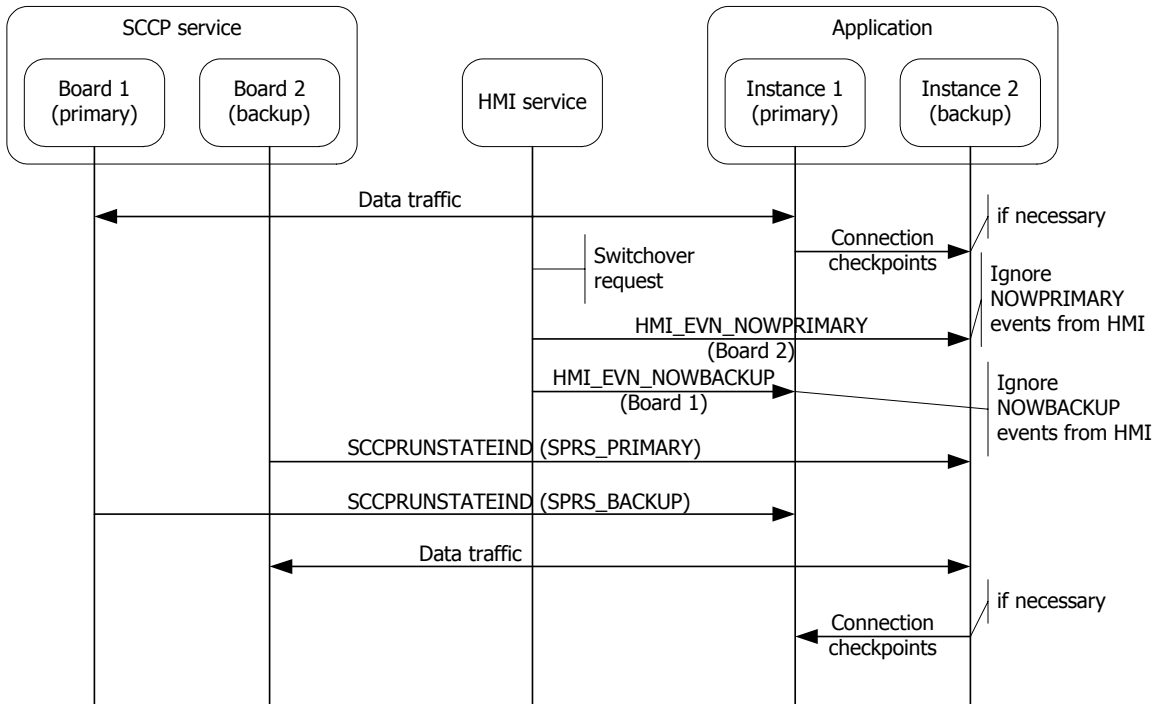 SCCP service
Application
Board 1
(primary)
Board 2
(backup)
HMI service
Instance 1
(primary)
Instance 2
(backup)
Data traffic
if necessary
Connection
checkpoints
Switchover
request
Ignore
NOWPRIMARY
events from HMI
HMI_EVN_NOWPRIMARY
(Board 2)
HMI_EVN_NOWBACKUP
(Board 1)
Ignore
NOWBACKUP
events from HMI
SCCPRUNSTATEIND (SPRS_PRIMARY)
SCCPRUNSTATEIND (SPRS_BACKUP)
Data traffic
if necessary
Connection
checkpoints